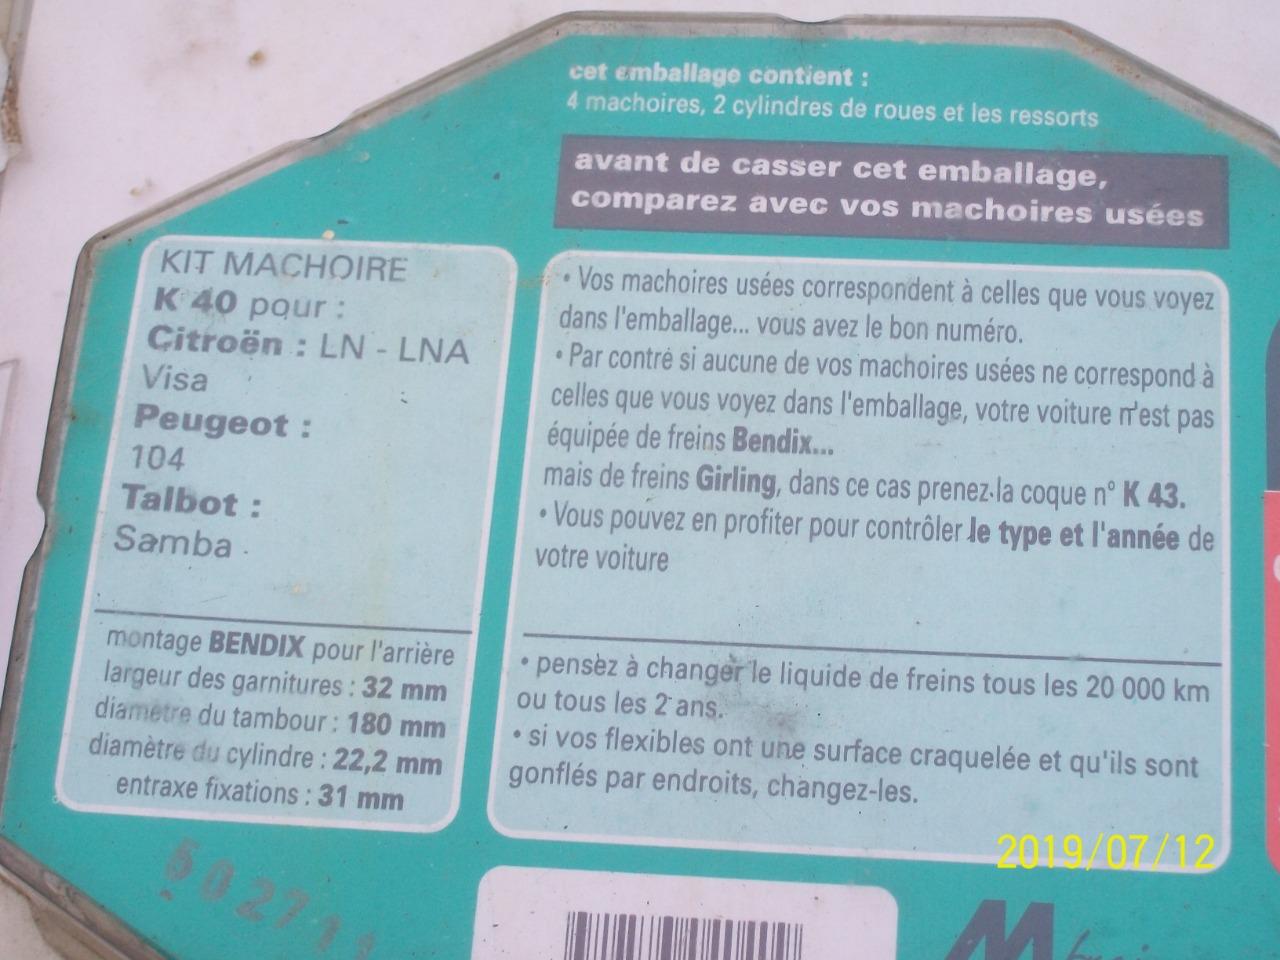 cet emballage contient :
4 machoires, 2 cylindres de roues et les ressorts
avant de casser cet emballage,
comparez avec vos machoires usées
KIT MACHOIRE
K 40 pour :
Citroën : LN - LNA
Visa
Peugeot :
104
Talbot :
Samba
montage BENDIX pour l'arrière
largeur des garnitures : 32 mm
diametre du tambour : 180 mm
diamètre du cylindre : 22,2 mm
entraxe fixations : 31 mm
• Vos machoires usées correspondent à celles que vous voyez
dans l'emballage... vous avez le bon numéro.
• Par contre si aucune de vos machoires usées ne correspond à
celles que vous voyez dans l'emballage, votre voiture n'est pas
équipée de freins Bendix...
mais de freins Girling, dans ce cas prenez la coque n° K 43.
• Vous pouvez en profiter pour contrôler le type et l'année de
votre voiture
• pensez à changer le liquide de freins tous les 20 000 km
ou tous les 2 ans.
• si vos flexibles ont une surface craquelée et qu'ils sont
gonflés par endroits, changez-les.
2019/07/12